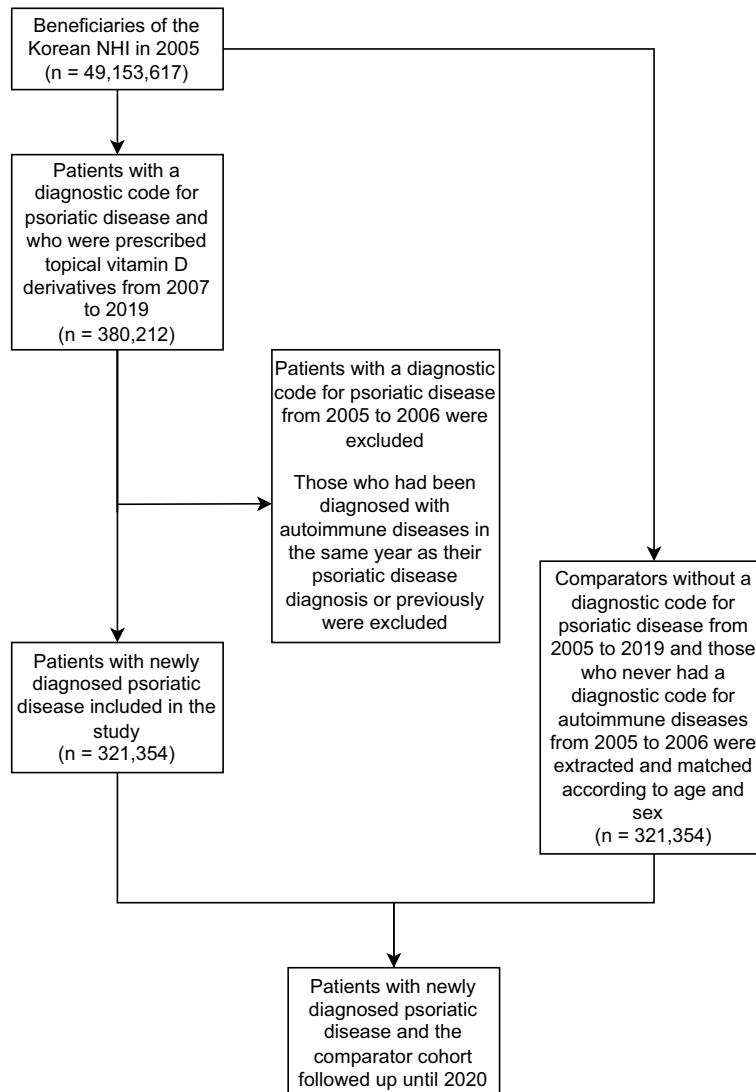 Beneficiaries of the
Korean NHI in 2005
(n = 49,153,617)
Patients with a
diagnostic code for
psoriatic disease and
who were prescribed
topical vitamin D
derivatives from 2007
to 2019
(n = 380,212)
Patients with a diagnostic
code for psoriatic disease
from 2005 to 2006 were
excluded
Those who had been
diagnosed with
autoimmune diseases in
the same year as their
psoriatic disease
diagnosis or previously
were excluded
Comparators without a
diagnostic code for
psoriatic disease from
2005 to 2019 and those
who never had a
diagnostic code for
autoimmune diseases
from 2005 to 2006 were
extracted and matched
according to age and
sex
(n = 321,354)
Patients with newly
diagnosed psoriatic
disease included in the
study
(n = 321,354)
Patients with newly
diagnosed psoriatic
disease and the
comparator cohort
followed up until 2020